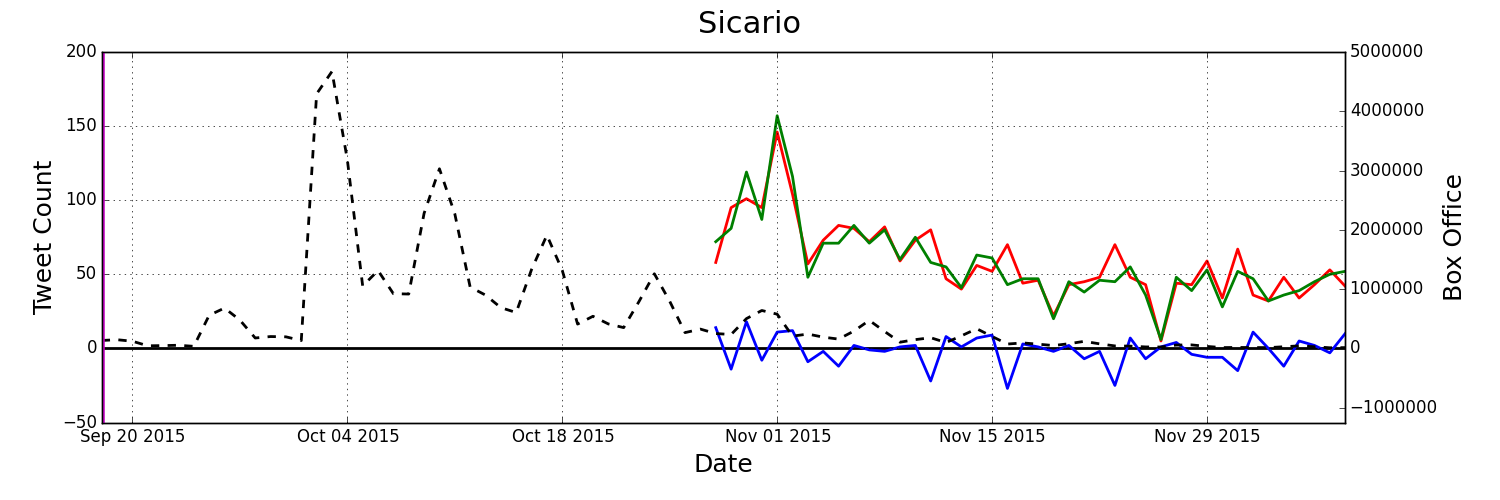 Sicario
200
150
100
50
0
−50
Tweet Count
5000000
4000000
3000000
2000000
1000000
0
−1000000
Box Office
Sep 20 2015
Oct 04 2015
Oct 18 2015
Nov 01 2015
Nov 15 2015
Nov 29 2015
Date